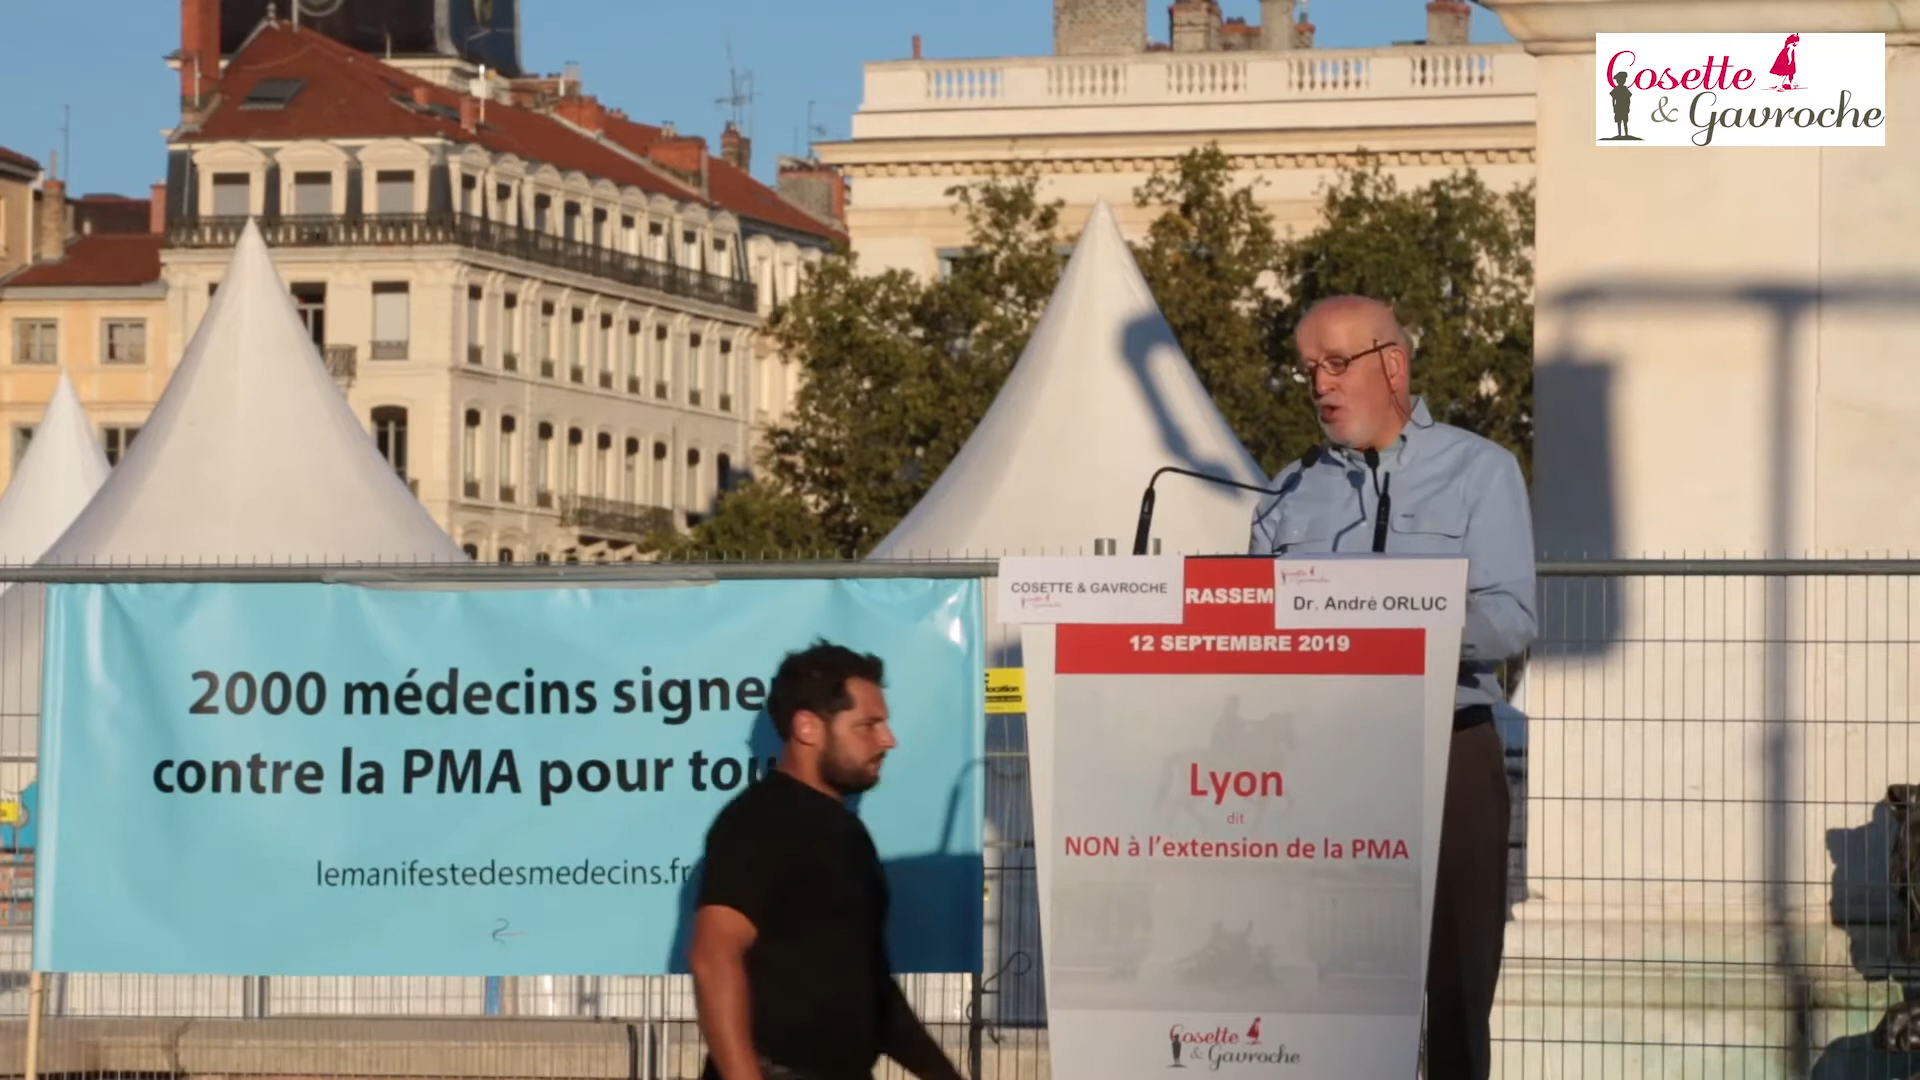 Cosette
& Gavroche
COSETTE & GAVROCHE
RASSEM
Dr. André ORLUC
12 SEPTEMBRE 2019
Lyon
dit
NON à l'extension de la PMA
Cosette
& Gavroche
2000 médecins signe
contre la PMA pour tou
lemanifestedesmedecins.fr
location